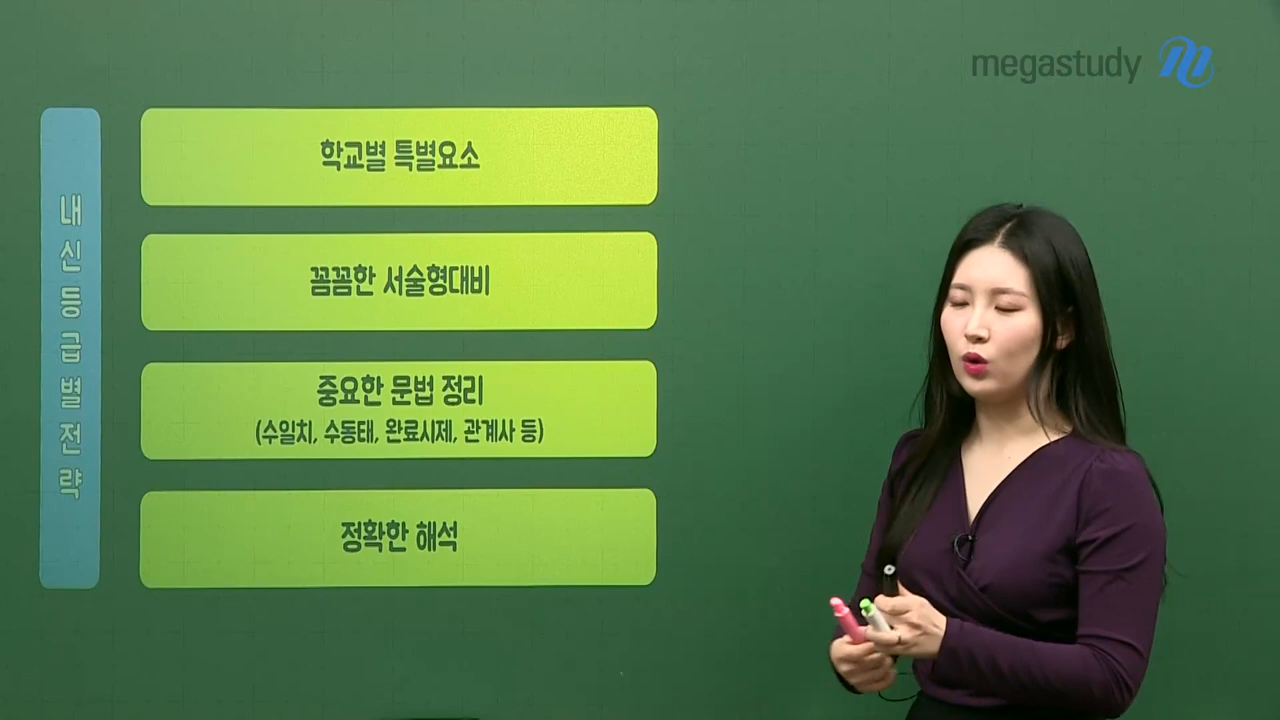 megastudy
내신등급별전략
학교별 특별요소
꼼꼼한 서술형대비
중요한 문법 정리
(수일치, 수동태, 완료시제, 관계사 등)
정확한 해석